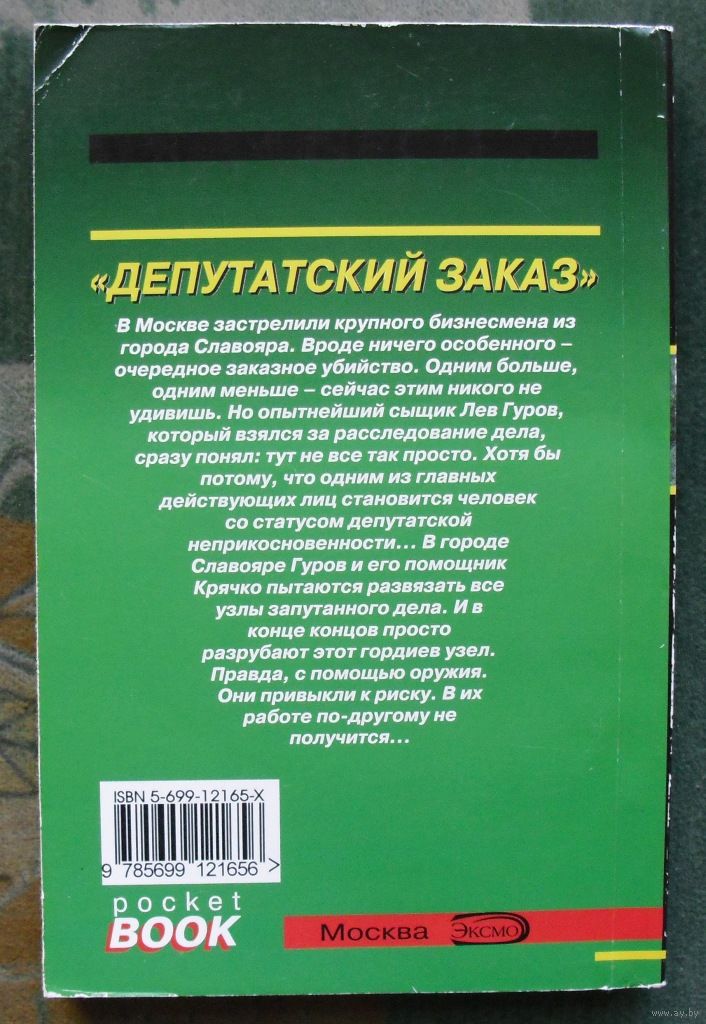 «ДЕПУТАТСКИЙ ЗАКАЗ»
В Москве застрелили крупного бизнесмена из
города Славояра. Вроде ничего особенного –
очередное заказное убийство. Одним больше,
одним меньше – сейчас этим никого не
удивишь. Но опытнейший сыщик Лев Гуров,
который взялся за расследование дела,
сразу понял: тут не все так просто. Хотя бы
потому, что одним из главных
действующих лиц становится человек
со статусом депутатской
неприкосновенности... В городе
Славояре Гуров и его помощник
Крячко пытаются развязать все
узлы запутанного дела. И в
конце концов просто
разрубают этот гордиев узел.
Правда, с помощью оружия.
Они привыкли к риску. В их
работе по-другому не
получится...
ISBN 5-699-12165-X
9 785699 121656 >
pocket
BOOK
Москва ЭКСМО
www.ay.by